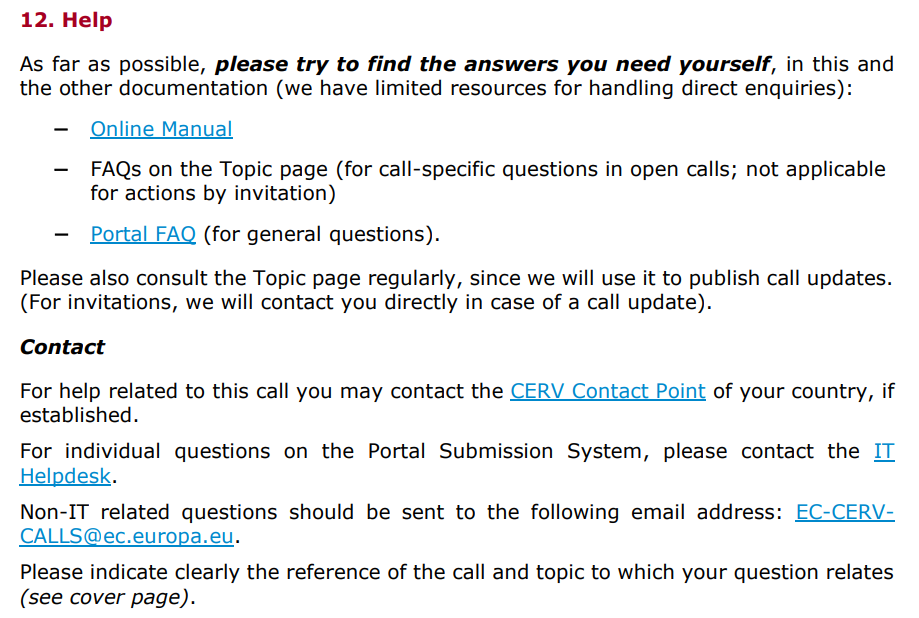 12. Help
As far as possible, please try to find the answers you need yourself, in this and
the other documentation (we have limited resources for handling direct enquiries):
− Online Manual
− FAQs on the Topic page (for call-specific questions in open calls; not applicable
for actions by invitation)
− Portal FAQ (for general questions).
Please also consult the Topic page regularly, since we will use it to publish call updates.
(For invitations, we will contact you directly in case of a call update).
Contact
For help related to this call you may contact the CERV Contact Point of your country, if
established.
For individual questions on the Portal Submission System, please contact the IT
Helpdesk.
Non-IT related questions should be sent to the following email address: EC-CERV-
CALLS@ec.europa.eu.
Please indicate clearly the reference of the call and topic to which your question relates
(see cover page).